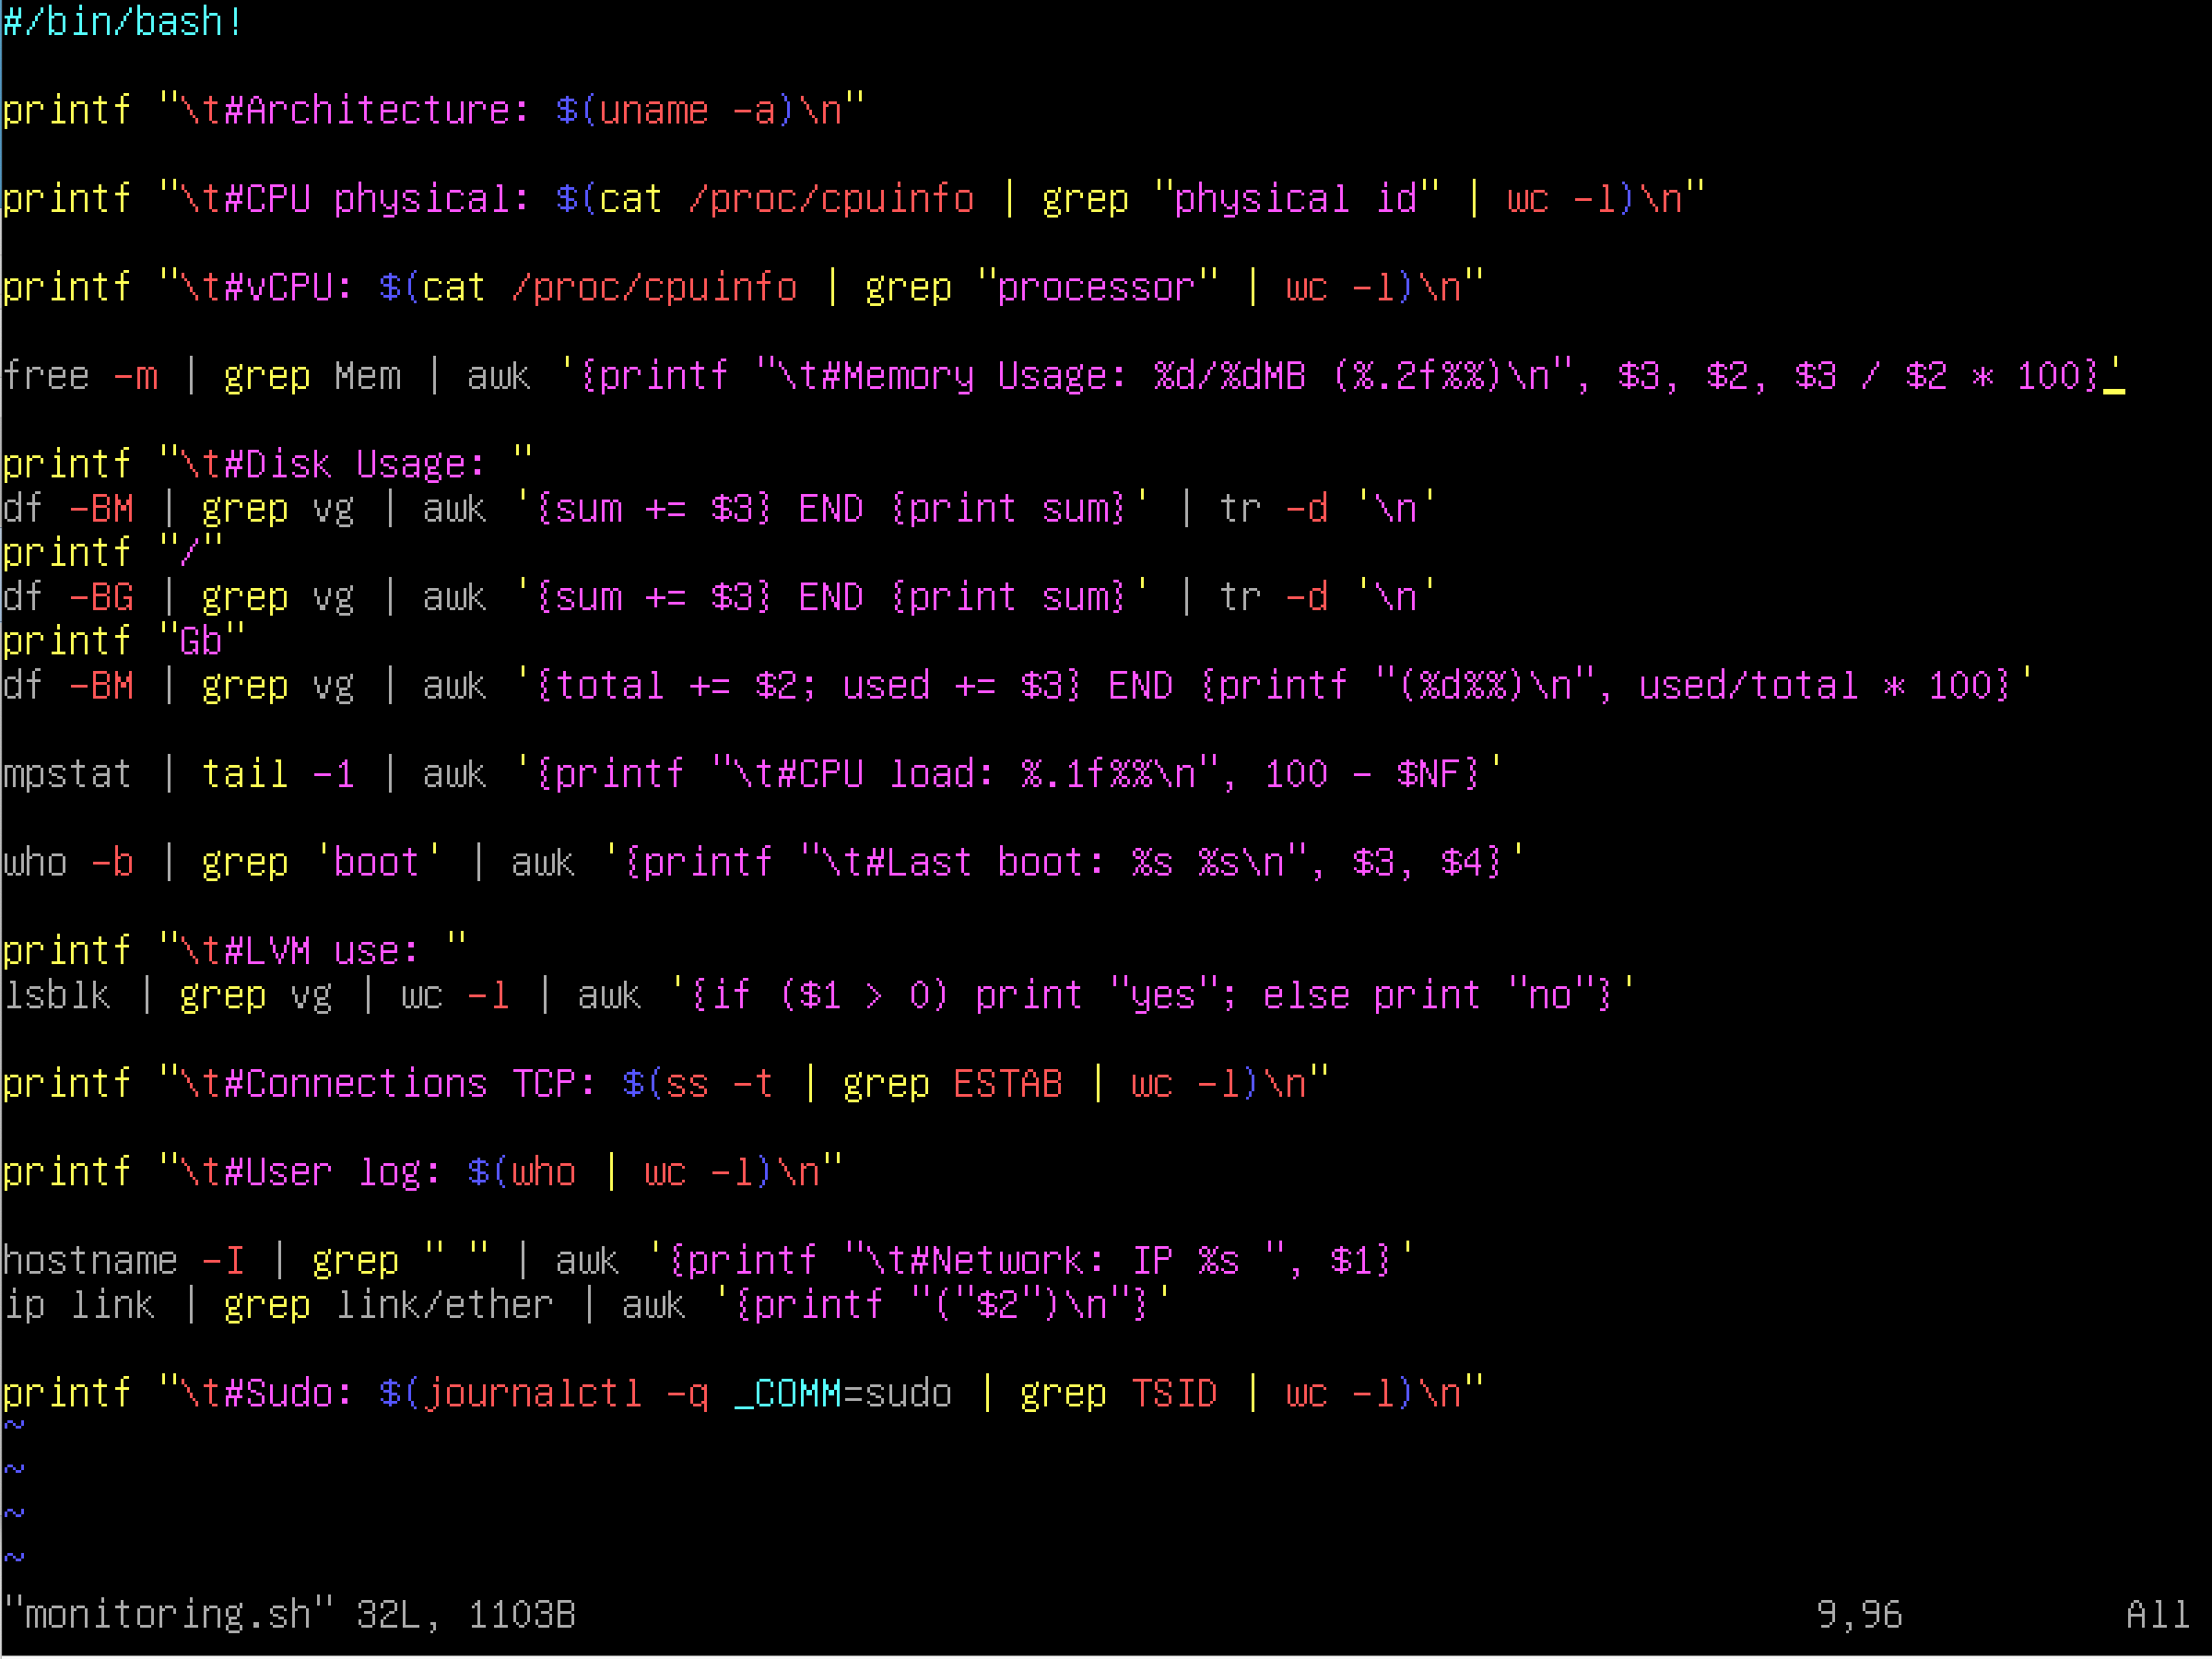 #/bin/bash!
printf "\t#Architecture: $(uname -a)\n"
printf "\t#CPU physical: $(cat /proc/cpuinfo | grep "physical id" | wc -l)\n"
printf "\t#vCPU: $(cat /proc/cpuinfo | grep "processor" | wc -l)\n"
free -m | grep Mem | awk '{printf "\t#Memory Usage: %d/%dMB (%.2f%%)\n", $3, $2, $3 / $2 * 100}'
printf "\t#Disk Usage: "
df -BM | grep vg | awk '{sum += $3} END {print sum}' | tr -d '\n'
printf "/"
df -BG | grep vg | awk '{sum += $3} END {print sum}' | tr -d '\n'
printf "Gb"
df -BM | grep vg | awk '{total += $2; used += $3} END {printf "(%d%%)\n", used/total * 100}'
mpstat | tail -1 | awk '{printf "\t#CPU load: %.1f%%\n", 100 - $NF}'
who -b | grep 'boot' | awk '{printf "\t#Last boot: %s %s\n", $3, $4}'
printf "\t#LVM use: "
lsblk | grep vg | wc -l | awk '{if ($1 > 0) print "yes"; else print "no"}'
printf "\t#Connections TCP: $(ss -t | grep ESTAB | wc -l)\n"
printf "\t#User log: $(who | wc -l)\n"
hostname -I | grep " " | awk '{printf "\t#Network: IP %s ", $1}'
ip link | grep link/ether | awk '{printf "("$2")\n"}'
printf "\t#Sudo: $(journalctl -q _COMM=sudo | grep TSID | wc -l)\n"
~
~
~
~
"monitoring.sh" 32L, 1103B 9,96 All